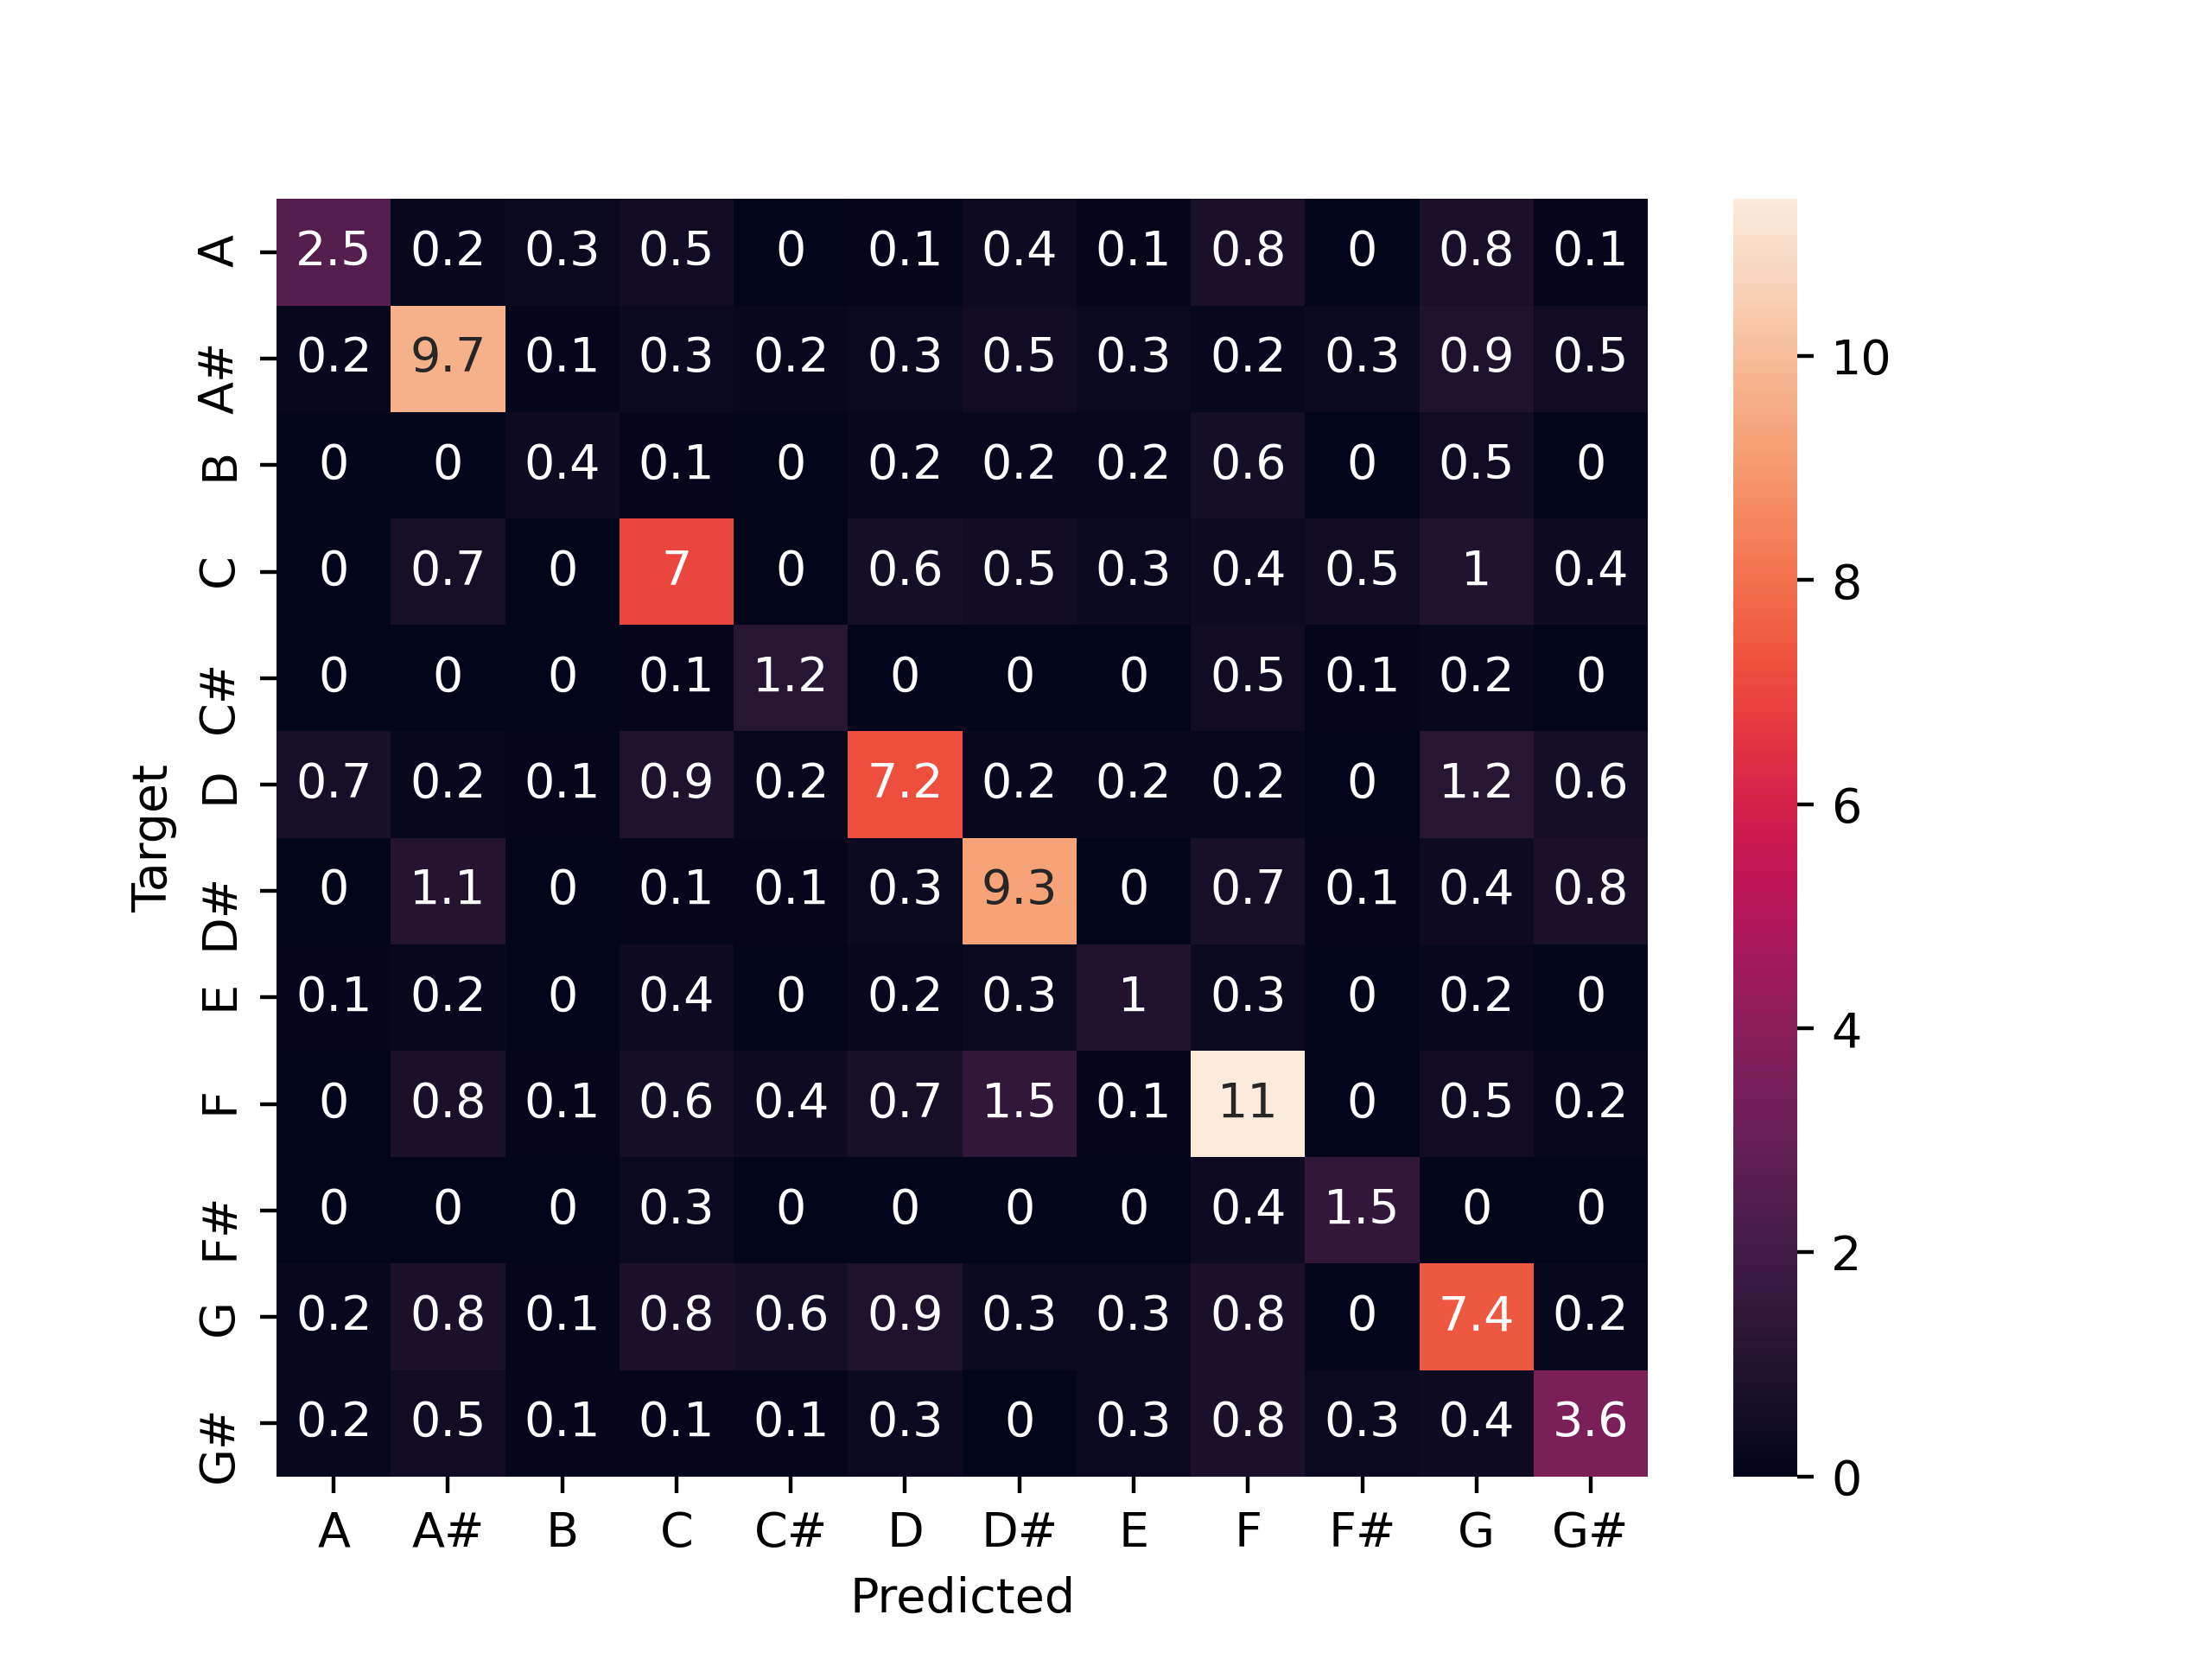 A 2.5 0.2 0.3 0.5 0 0.1 0.4 0.1 0.8 0 0.8 0.1
A# 0.2 9.7 0.1 0.3 0.2 0.3 0.5 0.3 0.2 0.3 0.9 0.5
B 0 0 0.4 0.1 0 0.2 0.2 0.2 0.6 0 0.5 0
C 0 0.7 0 7 0 0.6 0.5 0.3 0.4 0.5 1 0.4
C# 0 0 0 0.1 1.2 0 0 0 0.5 0.1 0.2 0
D 0.7 0.2 0.1 0.9 0.2 7.2 0.2 0.2 0.2 0 1.2 0.6
D# 0 1.1 0 0.1 0.1 0.3 9.3 0 0.7 0.1 0.4 0.8
E 0.1 0.2 0 0.4 0 0.2 0.3 1 0.3 0 0.2 0
F 0 0.8 0.1 0.6 0.4 0.7 1.5 0.1 11 0 0.5 0.2
F# 0 0 0 0.3 0 0 0 0 0.4 1.5 0 0
G 0.2 0.8 0.1 0.8 0.6 0.9 0.3 0.3 0.8 0 7.4 0.2
G# 0.2 0.5 0.1 0.1 0.1 0.3 0 0.3 0.8 0.3 0.4 3.6
A A# B C C# D D# E F F# G G#
Predicted
Target
10
8
6
4
2
0